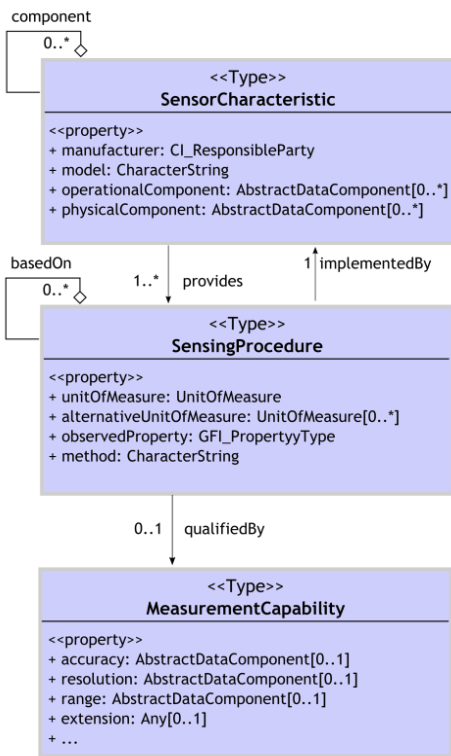 component
0..*
<<Type>>
SensorCharacteristic
<<property>>
+ manufacturer: CI_ResponsibleParty
+ model: CharacterString
+ operationalComponent: AbstractDataComponent[0..*]
+ physicalComponent: AbstractDataComponent[0..*]
basedOn
0..*
1..* provides
1 implementedBy
<<Type>>
SensingProcedure
<<property>>
+ unitOfMeasure: UnitOfMeasure
+ alternativeUnitOfMeasure: UnitOfMeasure[0..*]
+ observedProperty: GFI_PropertyyType
+ method: CharacterString
0..1 qualifiedBy
<<Type>>
MeasurementCapability
<<property>>
+ accuracy: AbstractDataComponent[0..1]
+ resolution: AbstractDataComponent[0..1]
+ range: AbstractDataComponent[0..1]
+ extension: Any[0..1]
+ ...